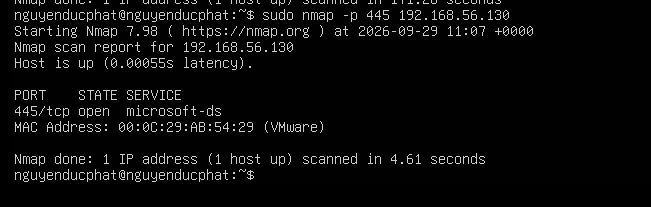 Nmap done: 1 IP address (1 host up) scanned in 171.28 seconds
nguyenducphat@nguyenducphat:~$ sudo nmap -p 445 192.168.56.130
Starting Nmap 7.98 ( https://nmap.org ) at 2026-09-29 11:07 +0000
Nmap scan report for 192.168.56.130
Host is up (0.00055s latency).
PORT    STATE SERVICE
445/tcp open  microsoft-ds
MAC Address: 00:0C:29:AB:54:29 (VMware)
Nmap done: 1 IP address (1 host up) scanned in 4.61 seconds
nguyenducphat@nguyenducphat:~$